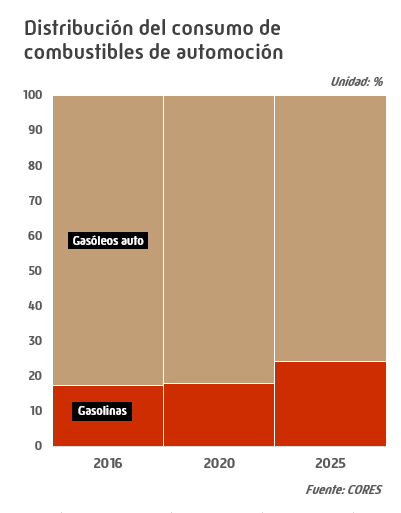 Distribución del consumo de
combustibles de automoción
Unidad: %
100
90
80
70
60
Gasóleos auto
50
40
30
20
10
Gasolinas
0
2016 2020 2025
Fuente: CORES